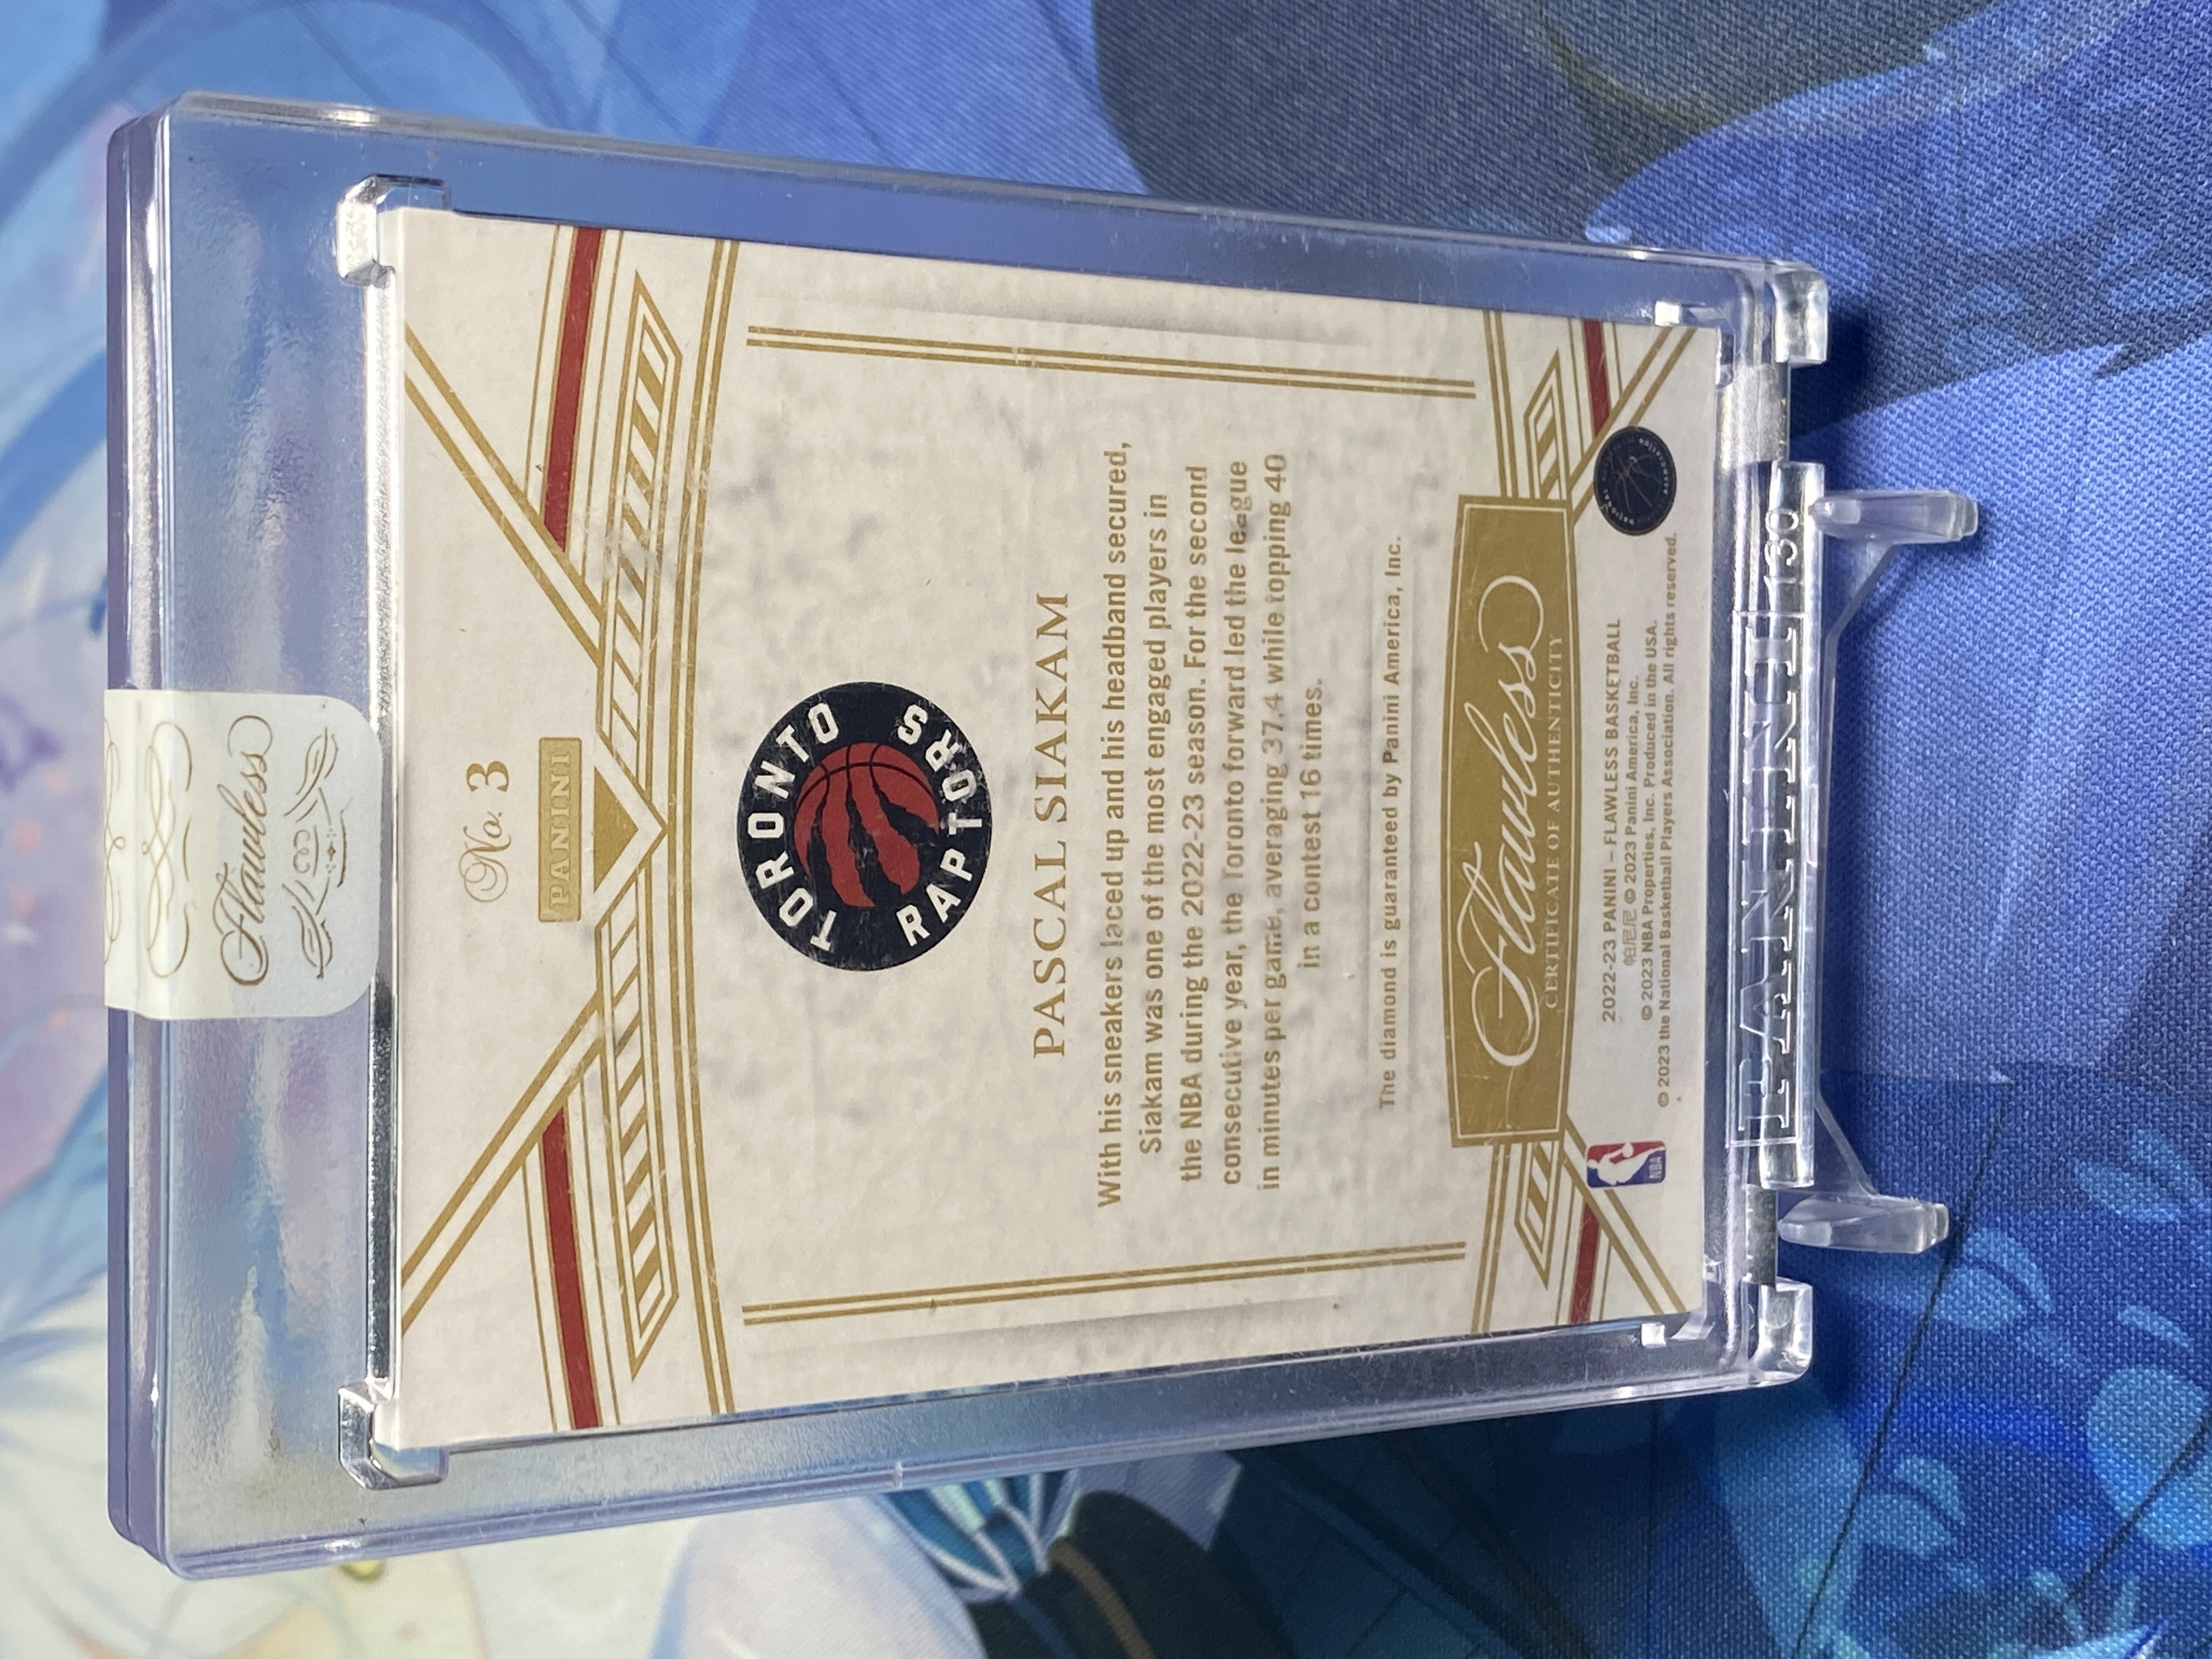 Flawless
No. 3
PANINI
TORONTO
RAPTORS
PASCAL SIAKAM
With his sneakers laced up and his headband secured,
Siakam was one of the most engaged players in
the NBA during the 2022-23 season. For the second
consecutive year, the Toronto forward led the league
in minutes per game, averaging 37.4 while topping 40
in a contest 16 times.
The diamond is guaranteed by Panini America, Inc.
Flawless
CERTIFICATE OF AUTHENTICITY
2022-23 PANINI – FLAWLESS BASKETBALL
帕尼尼 © 2023 Panini America, Inc.
© 2023 NBA Properties, Inc. Produced in the USA.
© 2023 the National Basketball Players Association. All rights reserved.
NBA
PANINI 130